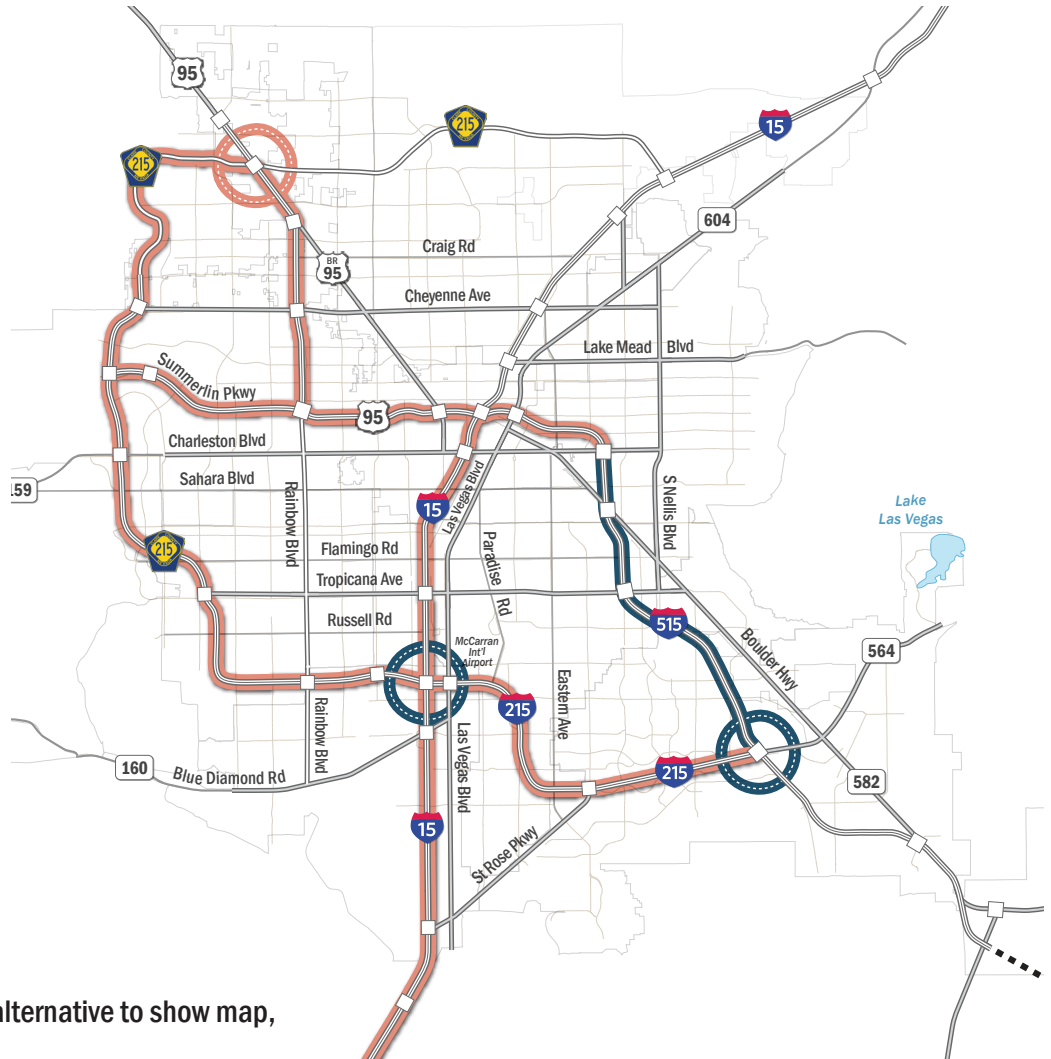 95
215
215
15
604
Craig Rd
BR
95
Cheyenne Ave
Lake Mead Blvd
Summerlin Pkwy
95
Charleston Blvd
Sahara Blvd
159
Rainbow Blvd
15
Las Vegas Blvd
S Nellis Blvd
Lake
Las Vegas
215
Flamingo Rd
Paradise Rd
Tropicana Ave
Russell Rd
515
McCarran
Int'l
Airport
Boulder Hwy
564
Eastern Ave
215
Rainbow Blvd
Las Vegas Blvd
160
Blue Diamond Rd
215
582
15
St Rose Pkwy
alternative to show map,